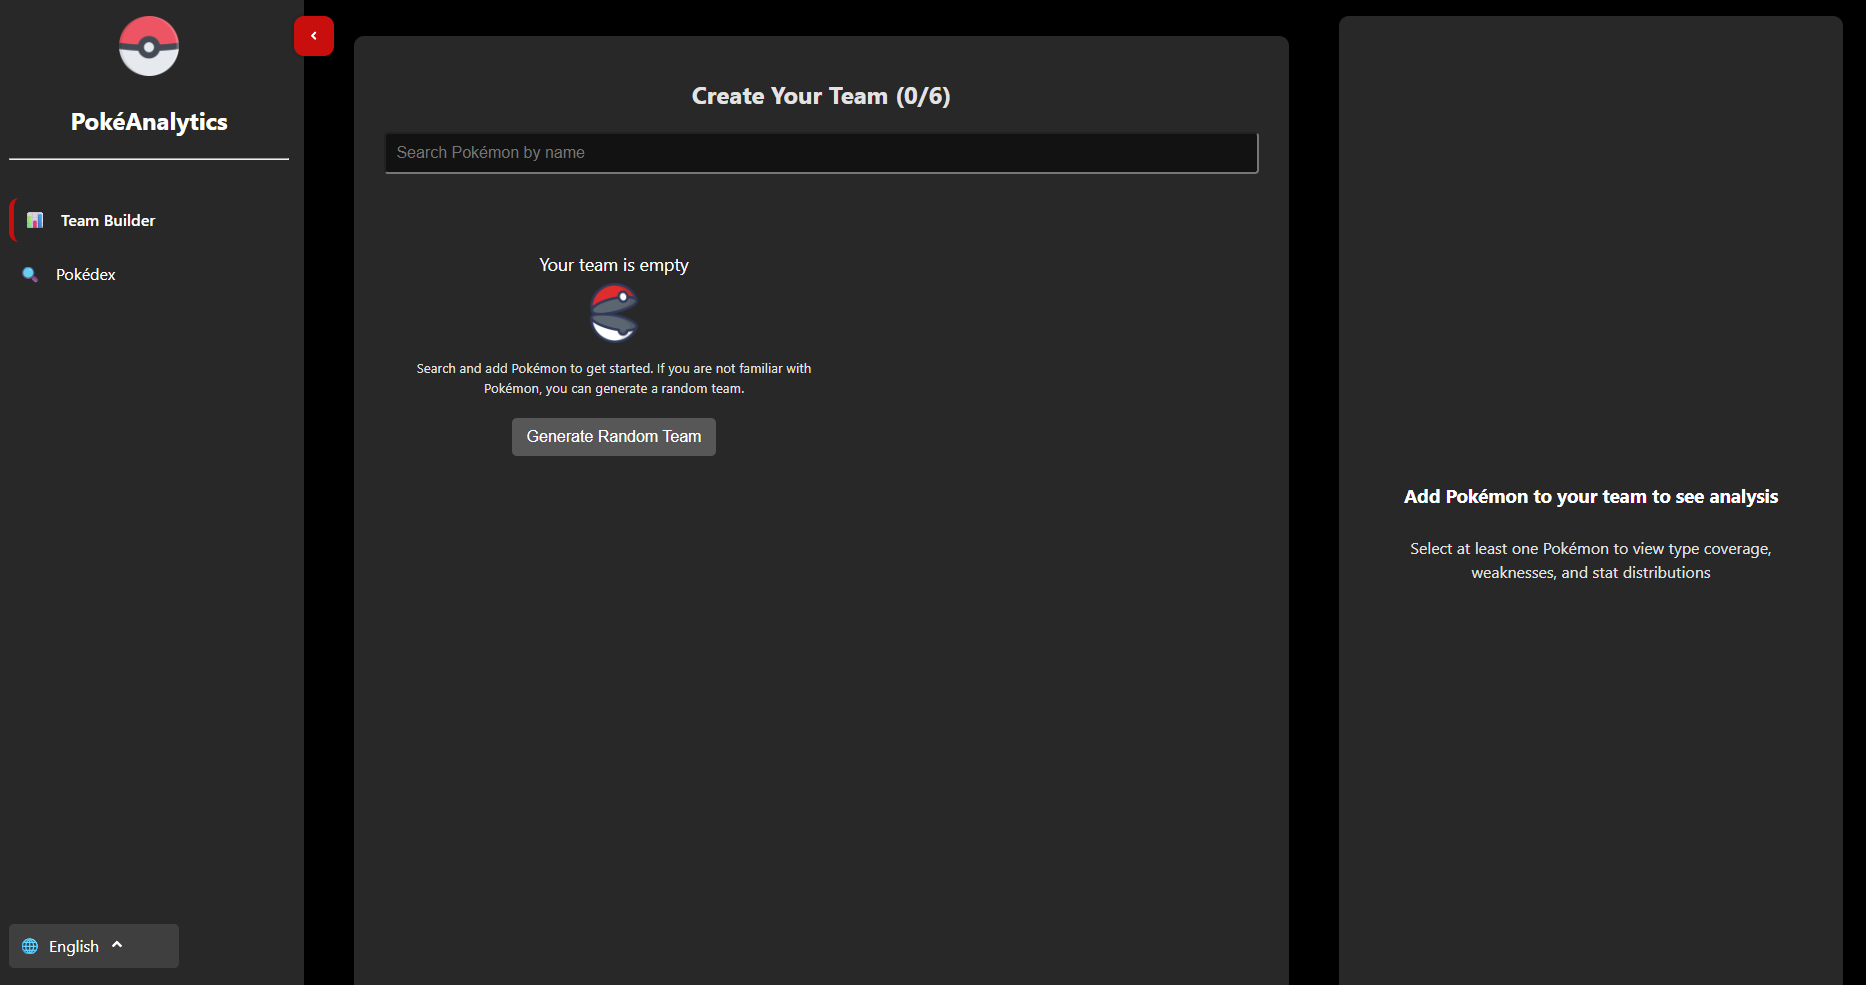 PokéAnalytics
Team Builder
Pokédex
English
Create Your Team (0/6)
Search Pokémon by name
Your team is empty
Search and add Pokémon to get started. If you are not familiar with
Pokémon, you can generate a random team.
Generate Random Team
Add Pokémon to your team to see analysis
Select at least one Pokémon to view type coverage,
weaknesses, and stat distributions